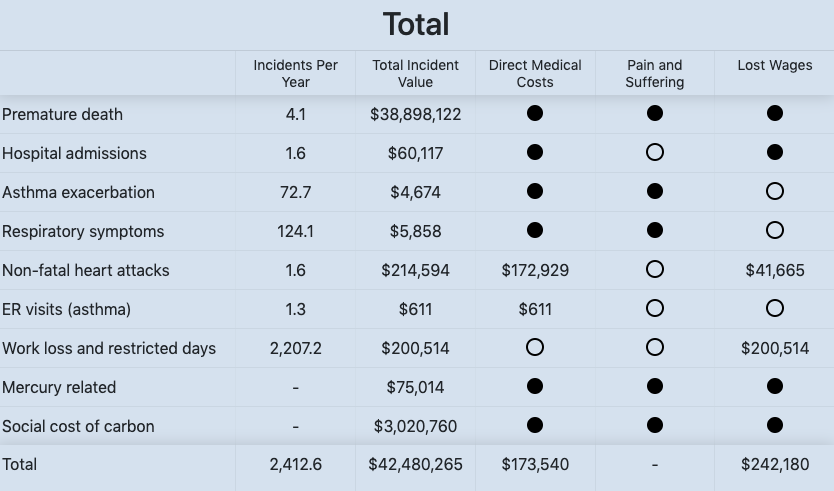 Total
Incidents Per Year Total Incident Value Direct Medical Costs Pain and Suffering Lost Wages
Premature death 4.1 $38,898,122 ● ● ●
Hospital admissions 1.6 $60,117 ● ○ ●
Asthma exacerbation 72.7 $4,674 ● ● ○
Respiratory symptoms 124.1 $5,858 ● ● ○
Non-fatal heart attacks 1.6 $214,594 $172,929 ○ $41,665
ER visits (asthma) 1.3 $611 $611 ○ ○
Work loss and restricted days 2,207.2 $200,514 ○ ○ $200,514
Mercury related - $75,014 ● ● ●
Social cost of carbon - $3,020,760 ● ● ●
Total 2,412.6 $42,480,265 $173,540 - $242,180